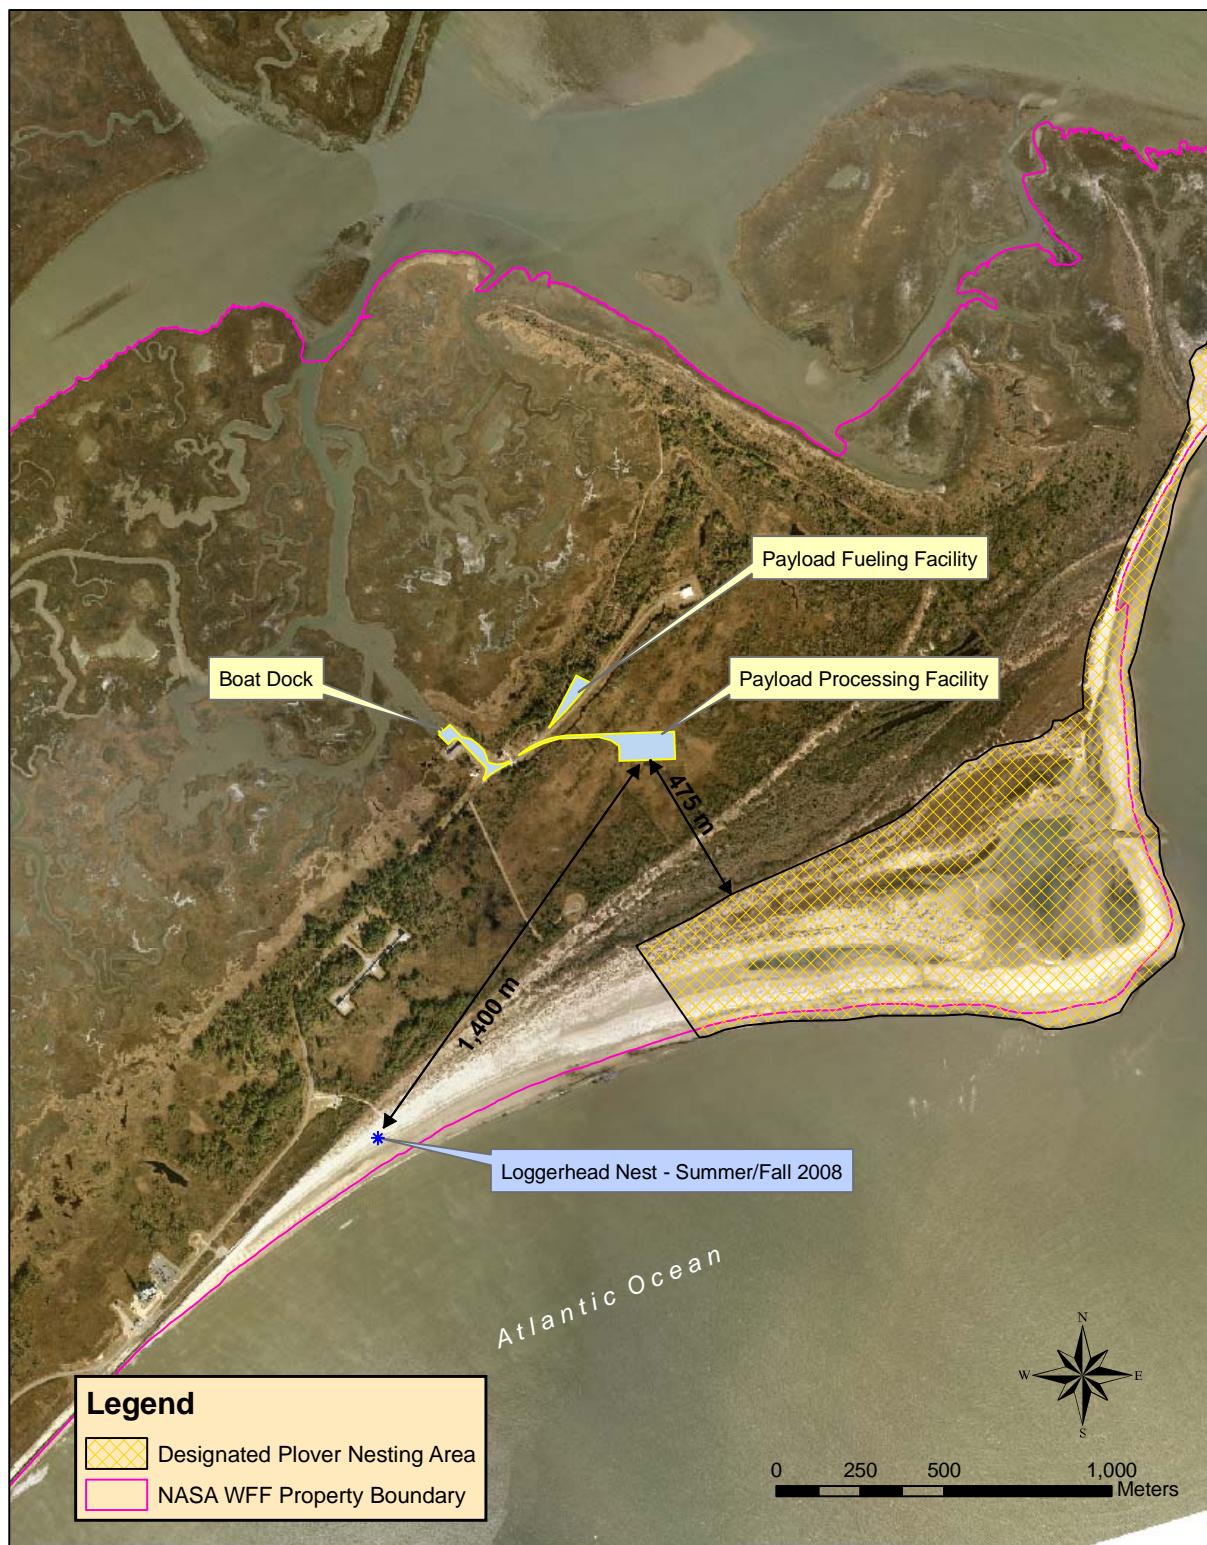 Payload Fueling Facility
Boat Dock
Payload Processing Facility
475 m
1,400 m
Loggerhead Nest - Summer/Fall 2008
Atlantic Ocean
N
W E
S
Legend
Designated Plover Nesting Area
NASA WFF Property Boundary
0 250 500 1,000
Meters